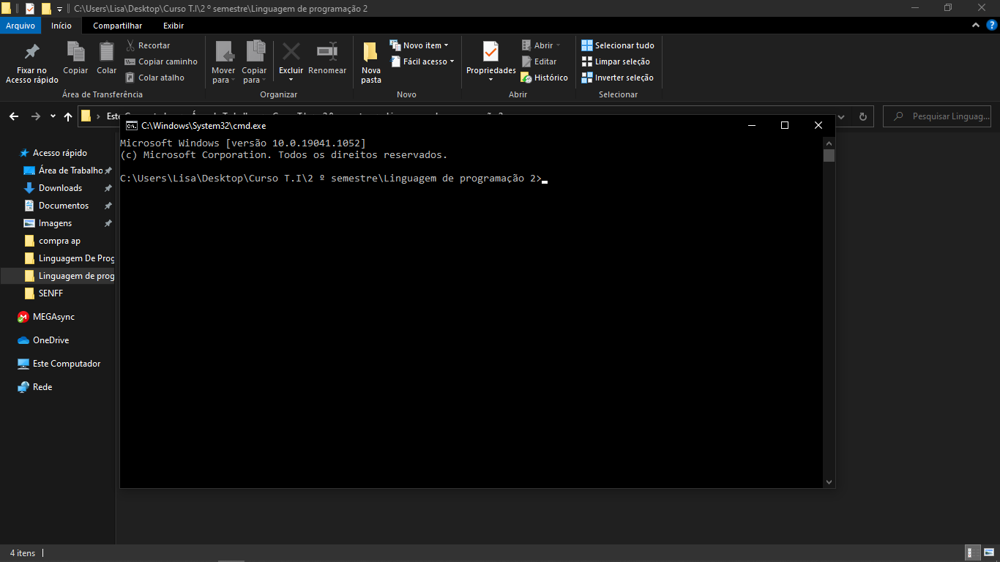 C:\Users\Lisa\Desktop\Curso T.I\2 º semestre\Linguagem de programação 2
Arquivo Início Compartilhar Exibir
Fixar no
Acesso rápido
Copiar
Colar
Recortar
Copiar caminho
Colar atalho
Área de Transferência
Mover
para
Copiar
para
Excluir
Renomear
Organizar
Nova
pasta
Novo item
Fácil acesso
Novo
Propriedades
Abrir
Editar
Histórico
Abrir
Selecionar tudo
Limpar seleção
Inverter seleção
Selecionar
Pesquisar Linguag...
C:\Windows\System32\cmd.exe
Microsoft Windows [versão 10.0.19041.1052]
(c) Microsoft Corporation. Todos os direitos reservados.
C:\Users\Lisa\Desktop\Curso T.I\2 º semestre\Linguagem de programação 2>
Acesso rápido
Área de Trabalho
Downloads
Documentos
Imagens
compra ap
Linguagem De Prog
Linguagem de prog
SENFF
MEGAsync
OneDrive
Este Computador
Rede
4 itens